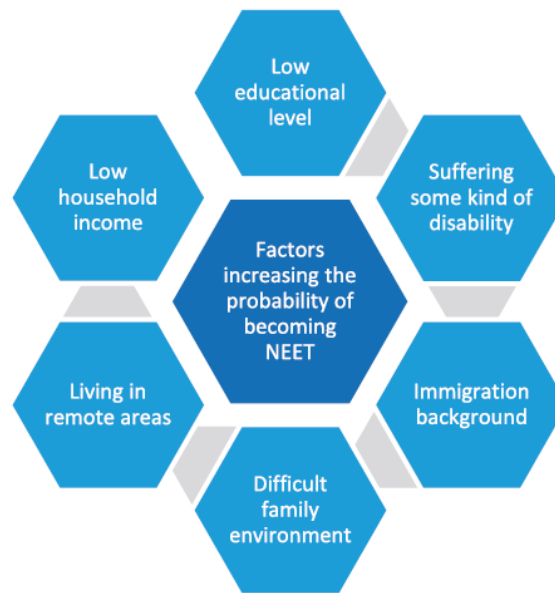 Low
educational
level
Suffering
some kind of
disability
Immigration
background
Difficult
family
environment
Living in
remote areas
Low
household
income
Factors
increasing the
probability of
becoming
NEET